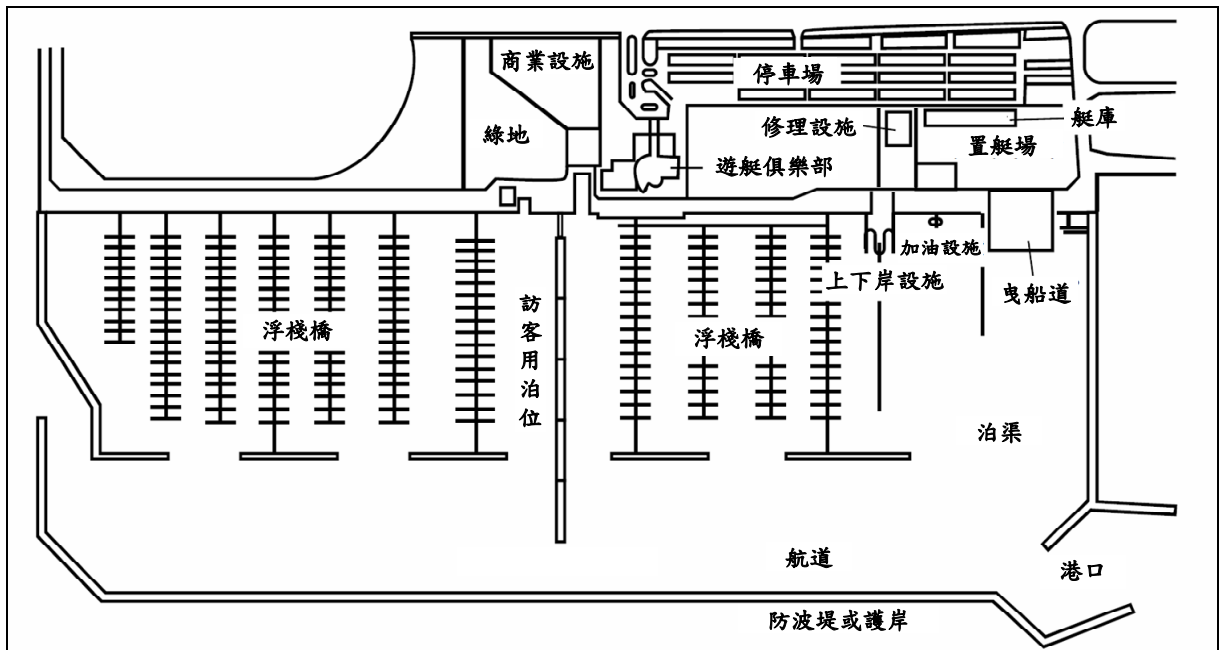 商業設施
停車場
綠地
修理設施
艇庫
置艇場
遊艇俱樂部
加油設施
上下岸設施
曳船道
訪客用泊位
浮棧橋
浮棧橋
泊渠
航道
港口
防波堤或護岸